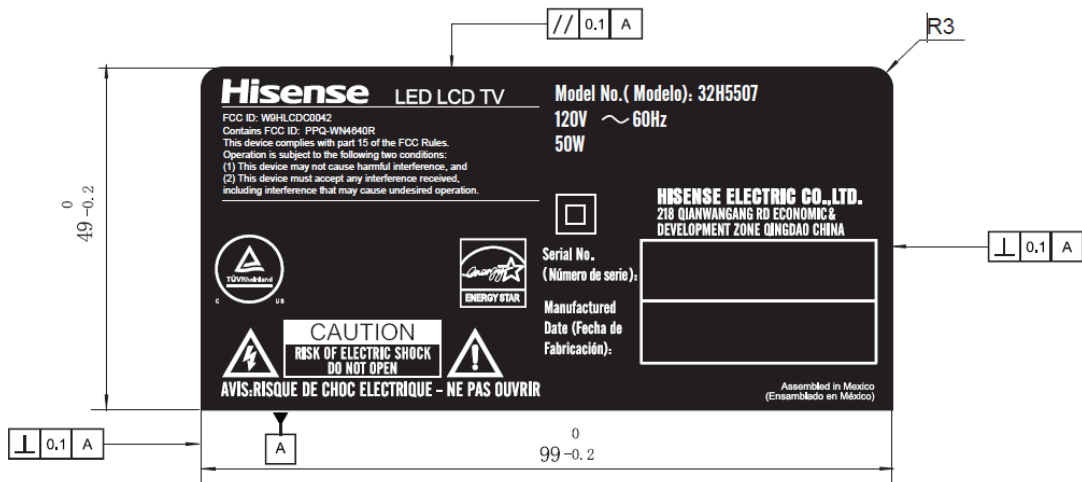 // 0.1 A
R3
Hisense LED LCD TV
FCC ID: W9HLCDC0042
Contains FCC ID: PPQ-WN4640R
This device complies with part 15 of the FCC Rules.
Operation is subject to the following two conditions:
(1) This device may not cause harmful interference, and
(2) This device must accept any interference received,
including interference that may cause undesired operation.
Model No.( Modelo): 32H5507
120V ～ 60Hz
50W
HISENSE ELECTRIC CO.,LTD.
218 QIANWANGANG RD ECONOMIC &
DEVELOPMENT ZONE QINGDAO CHINA
0
49-0.2
⊥ 0.1 A
TÜVRheinland
C US
energy
ENERGY STAR
Serial No.
(Número de serie):
Manufactured
Date (Fecha de
Fabricación):
CAUTION
RISK OF ELECTRIC SHOCK
DO NOT OPEN
AVIS:RISQUE DE CHOC ELECTRIQUE – NE PAS OUVRIR
Assembled in Mexico
(Ensamblado en México)
⊥ 0.1 A
A
0
99-0.2